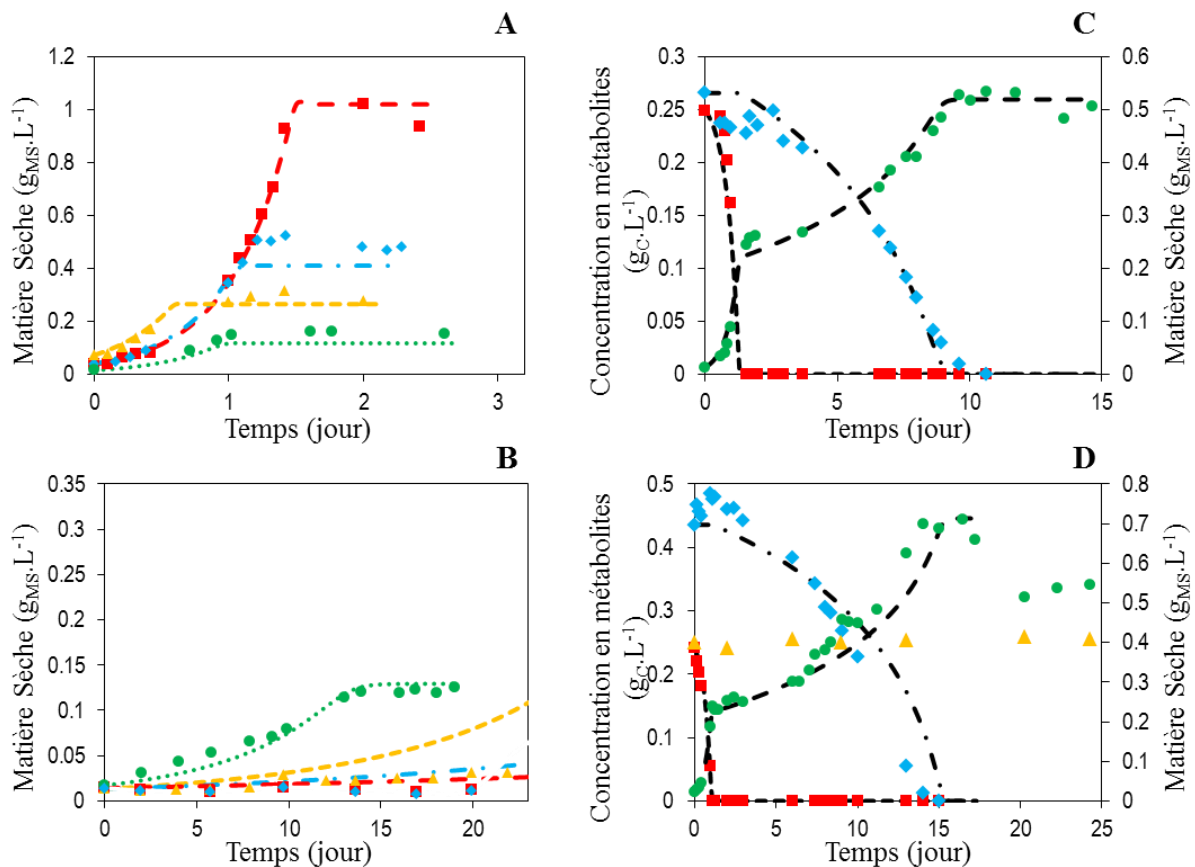 A
1.2
1
0.8
0.6
0.4
0.2
0
0 1 2 3
Matière Sèche (gMS.L-1)
Temps (jour)
C
0.3
0.25
0.2
0.15
0.1
0.05
0
0.6
0.5
0.4
0.3
0.2
0.1
0
0 5 10 15
Concentration en métabolites
(gC.L-1)
Matière Sèche (gMS.L-1)
Temps (jour)
B
0.35
0.3
0.25
0.2
0.15
0.1
0.05
0
0 5 10 15 20
Matière Sèche (gMS.L-1)
Temps (jour)
D
0.5
0.4
0.3
0.2
0.1
0
0.8
0.7
0.6
0.5
0.4
0.3
0.2
0.1
0
0 5 10 15 20 25
Concentration en métabolites
(gC.L-1)
Matière Sèche (gMS.L-1)
Temps (jour)